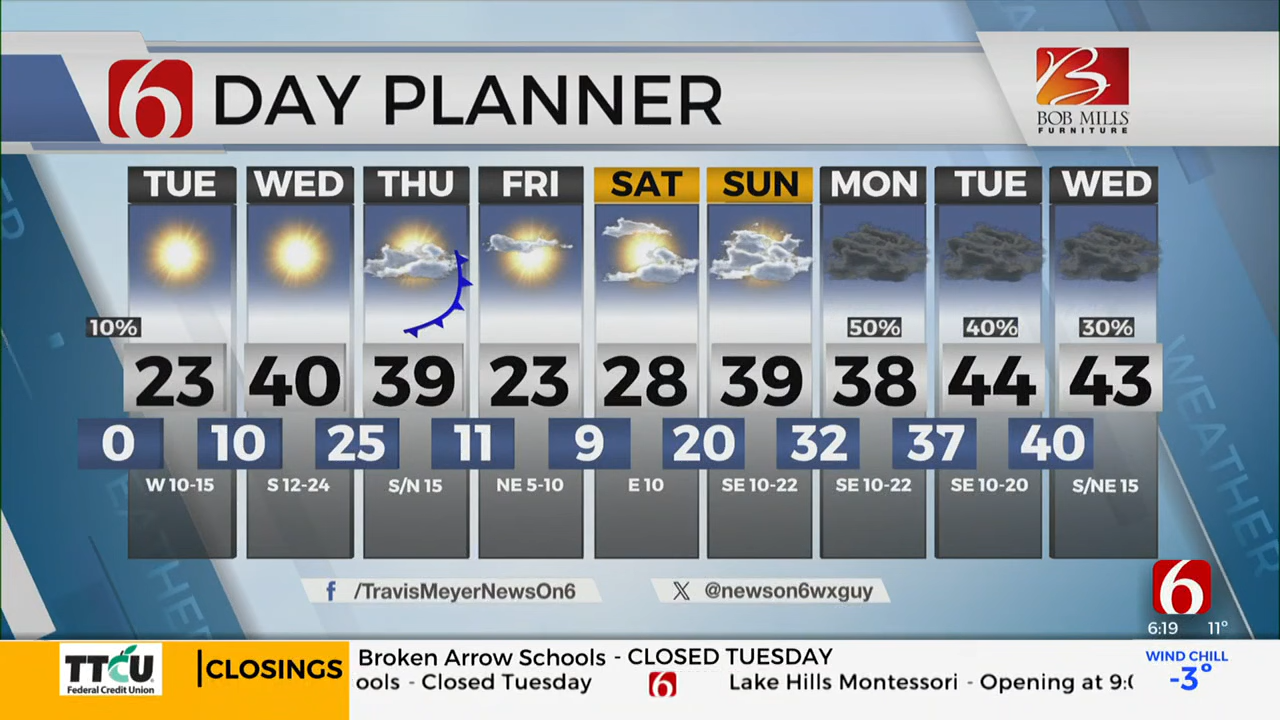 6 DAY PLANNER
BOB MILLS
FURNITURE
TUE WED THU FRI SAT SUN MON TUE WED
10% 50% 40% 30%
23 40 39 23 28 39 38 44 43
0 10 25 11 9 20 32 37 40
W 10-15 S 12-24 S/N 15 NE 5-10 E 10 SE 10-22 SE 10-22 SE 10-20 S/NE 15
f /TravisMeyerNewsOn6 X @newson6wxguy
6
6:19 11°
TTCU
Federal Credit Union
CLOSINGS
Broken Arrow Schools - CLOSED TUESDAY
ools - Closed Tuesday 6 Lake Hills Montessori - Opening at 9:
WIND CHILL
-3°